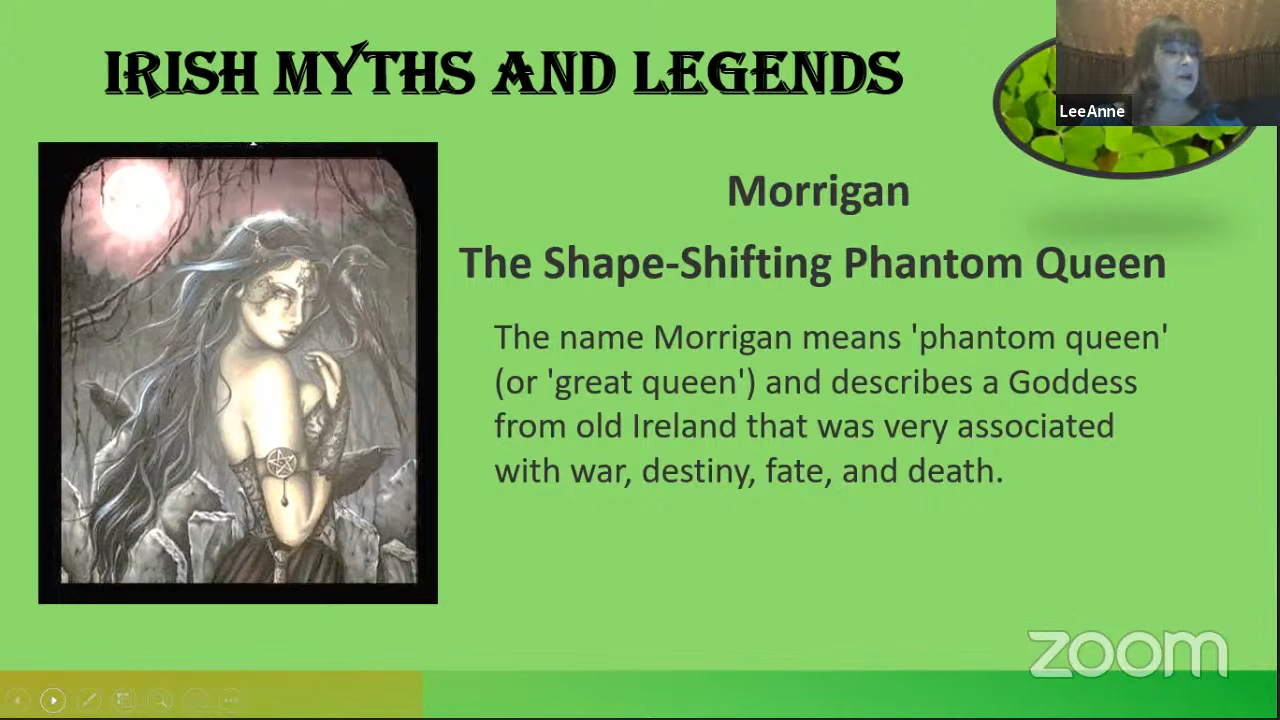 IRISH MYTHS AND LEGENDS
LeeAnne
Morrigan
The Shape-Shifting Phantom Queen
The name Morrigan means 'phantom queen'
(or 'great queen') and describes a Goddess
from old Ireland that was very associated
with war, destiny, fate, and death.
zoom